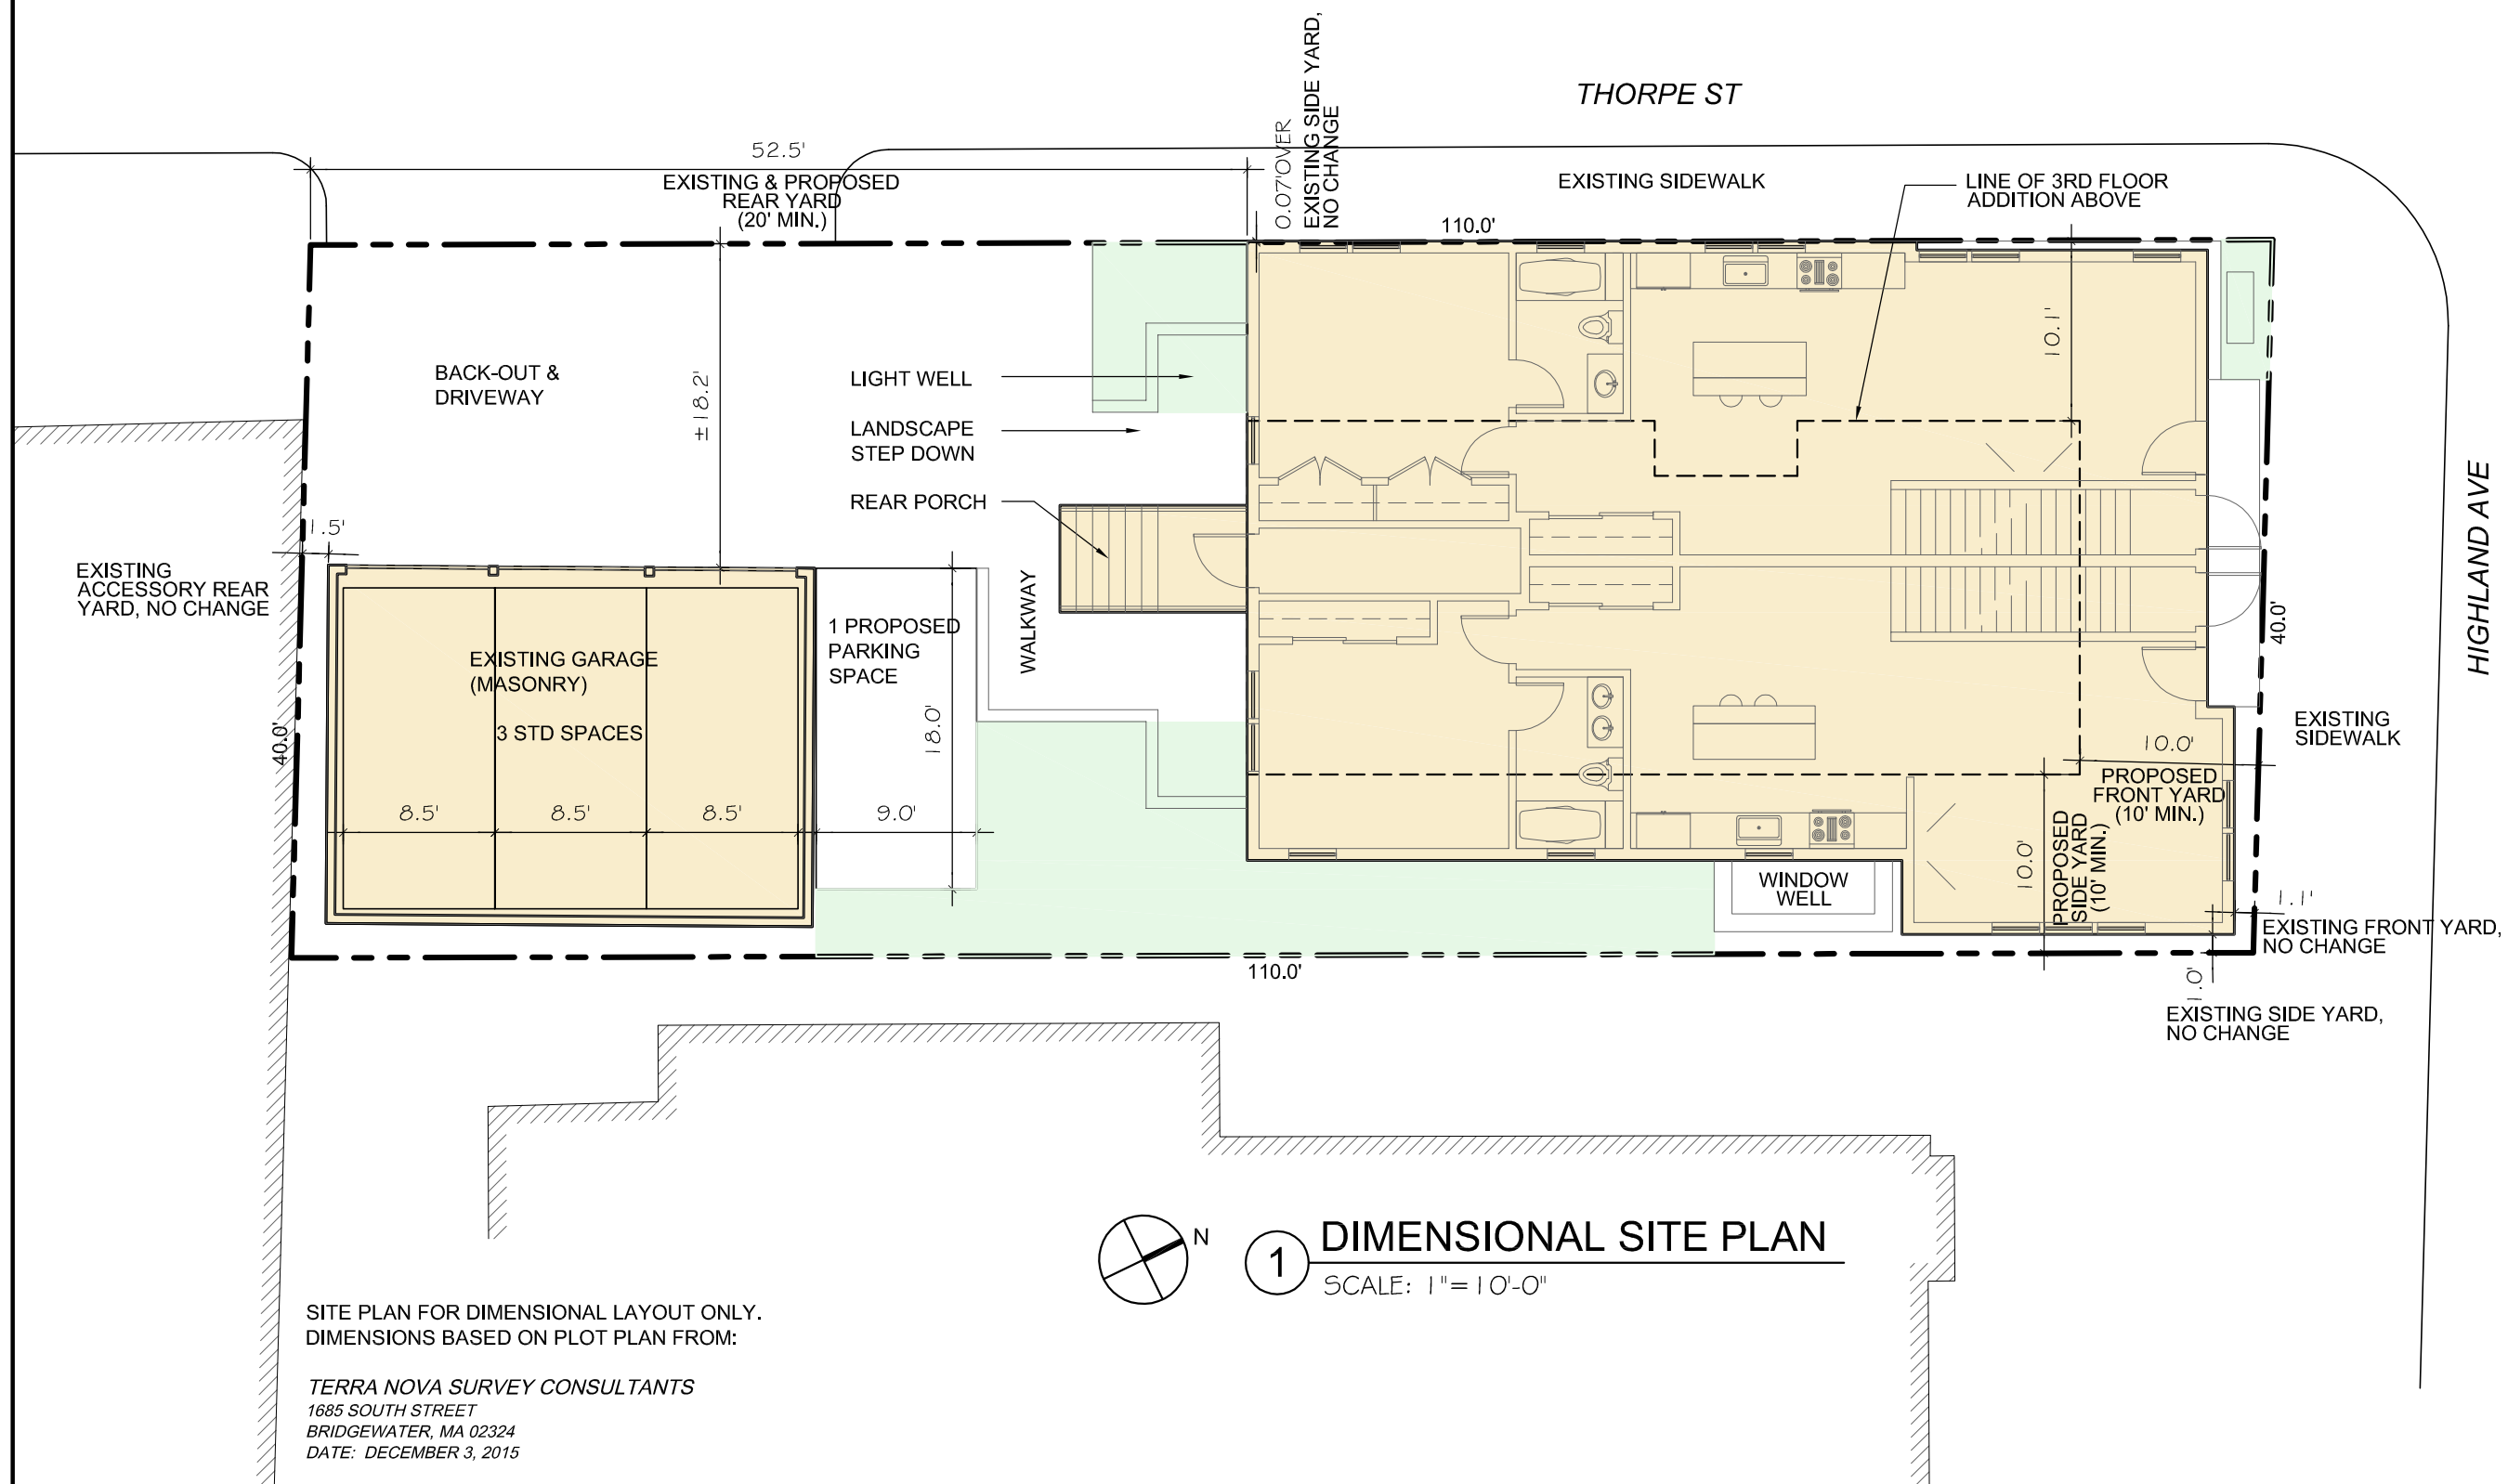 THORPE ST
52.5'
EXISTING & PROPOSED
REAR YARD
(20' MIN.)
0.07'OVER
EXISTING SIDE YARD,
NO CHANGE
EXISTING SIDEWALK
110.0'
LINE OF 3RD FLOOR
ADDITION ABOVE
BACK-OUT &
DRIVEWAY
±18.2'
LIGHT WELL
LANDSCAPE
STEP DOWN
REAR PORCH
10.1'
HIGHLAND AVE
1.5'
EXISTING
ACCESSORY REAR
YARD, NO CHANGE
40.0'
EXISTING GARAGE
(MASONRY)
3 STD SPACES
8.5'
8.5'
8.5'
1 PROPOSED
PARKING
SPACE
18.0'
9.0'
WALKWAY
40.0'
EXISTING
SIDEWALK
10.0'
PROPOSED
FRONT YARD
(10' MIN.)
10.0'
PROPOSED
SIDE YARD
(10' MIN.)
WINDOW
WELL
1.1'
EXISTING FRONT YARD,
NO CHANGE
1.0'
EXISTING SIDE YARD,
NO CHANGE
110.0'
N
1
DIMENSIONAL SITE PLAN
SCALE: 1"=10'-0"
SITE PLAN FOR DIMENSIONAL LAYOUT ONLY.
DIMENSIONS BASED ON PLOT PLAN FROM:
TERRA NOVA SURVEY CONSULTANTS
1685 SOUTH STREET
BRIDGEWATER, MA 02324
DATE: DECEMBER 3, 2015